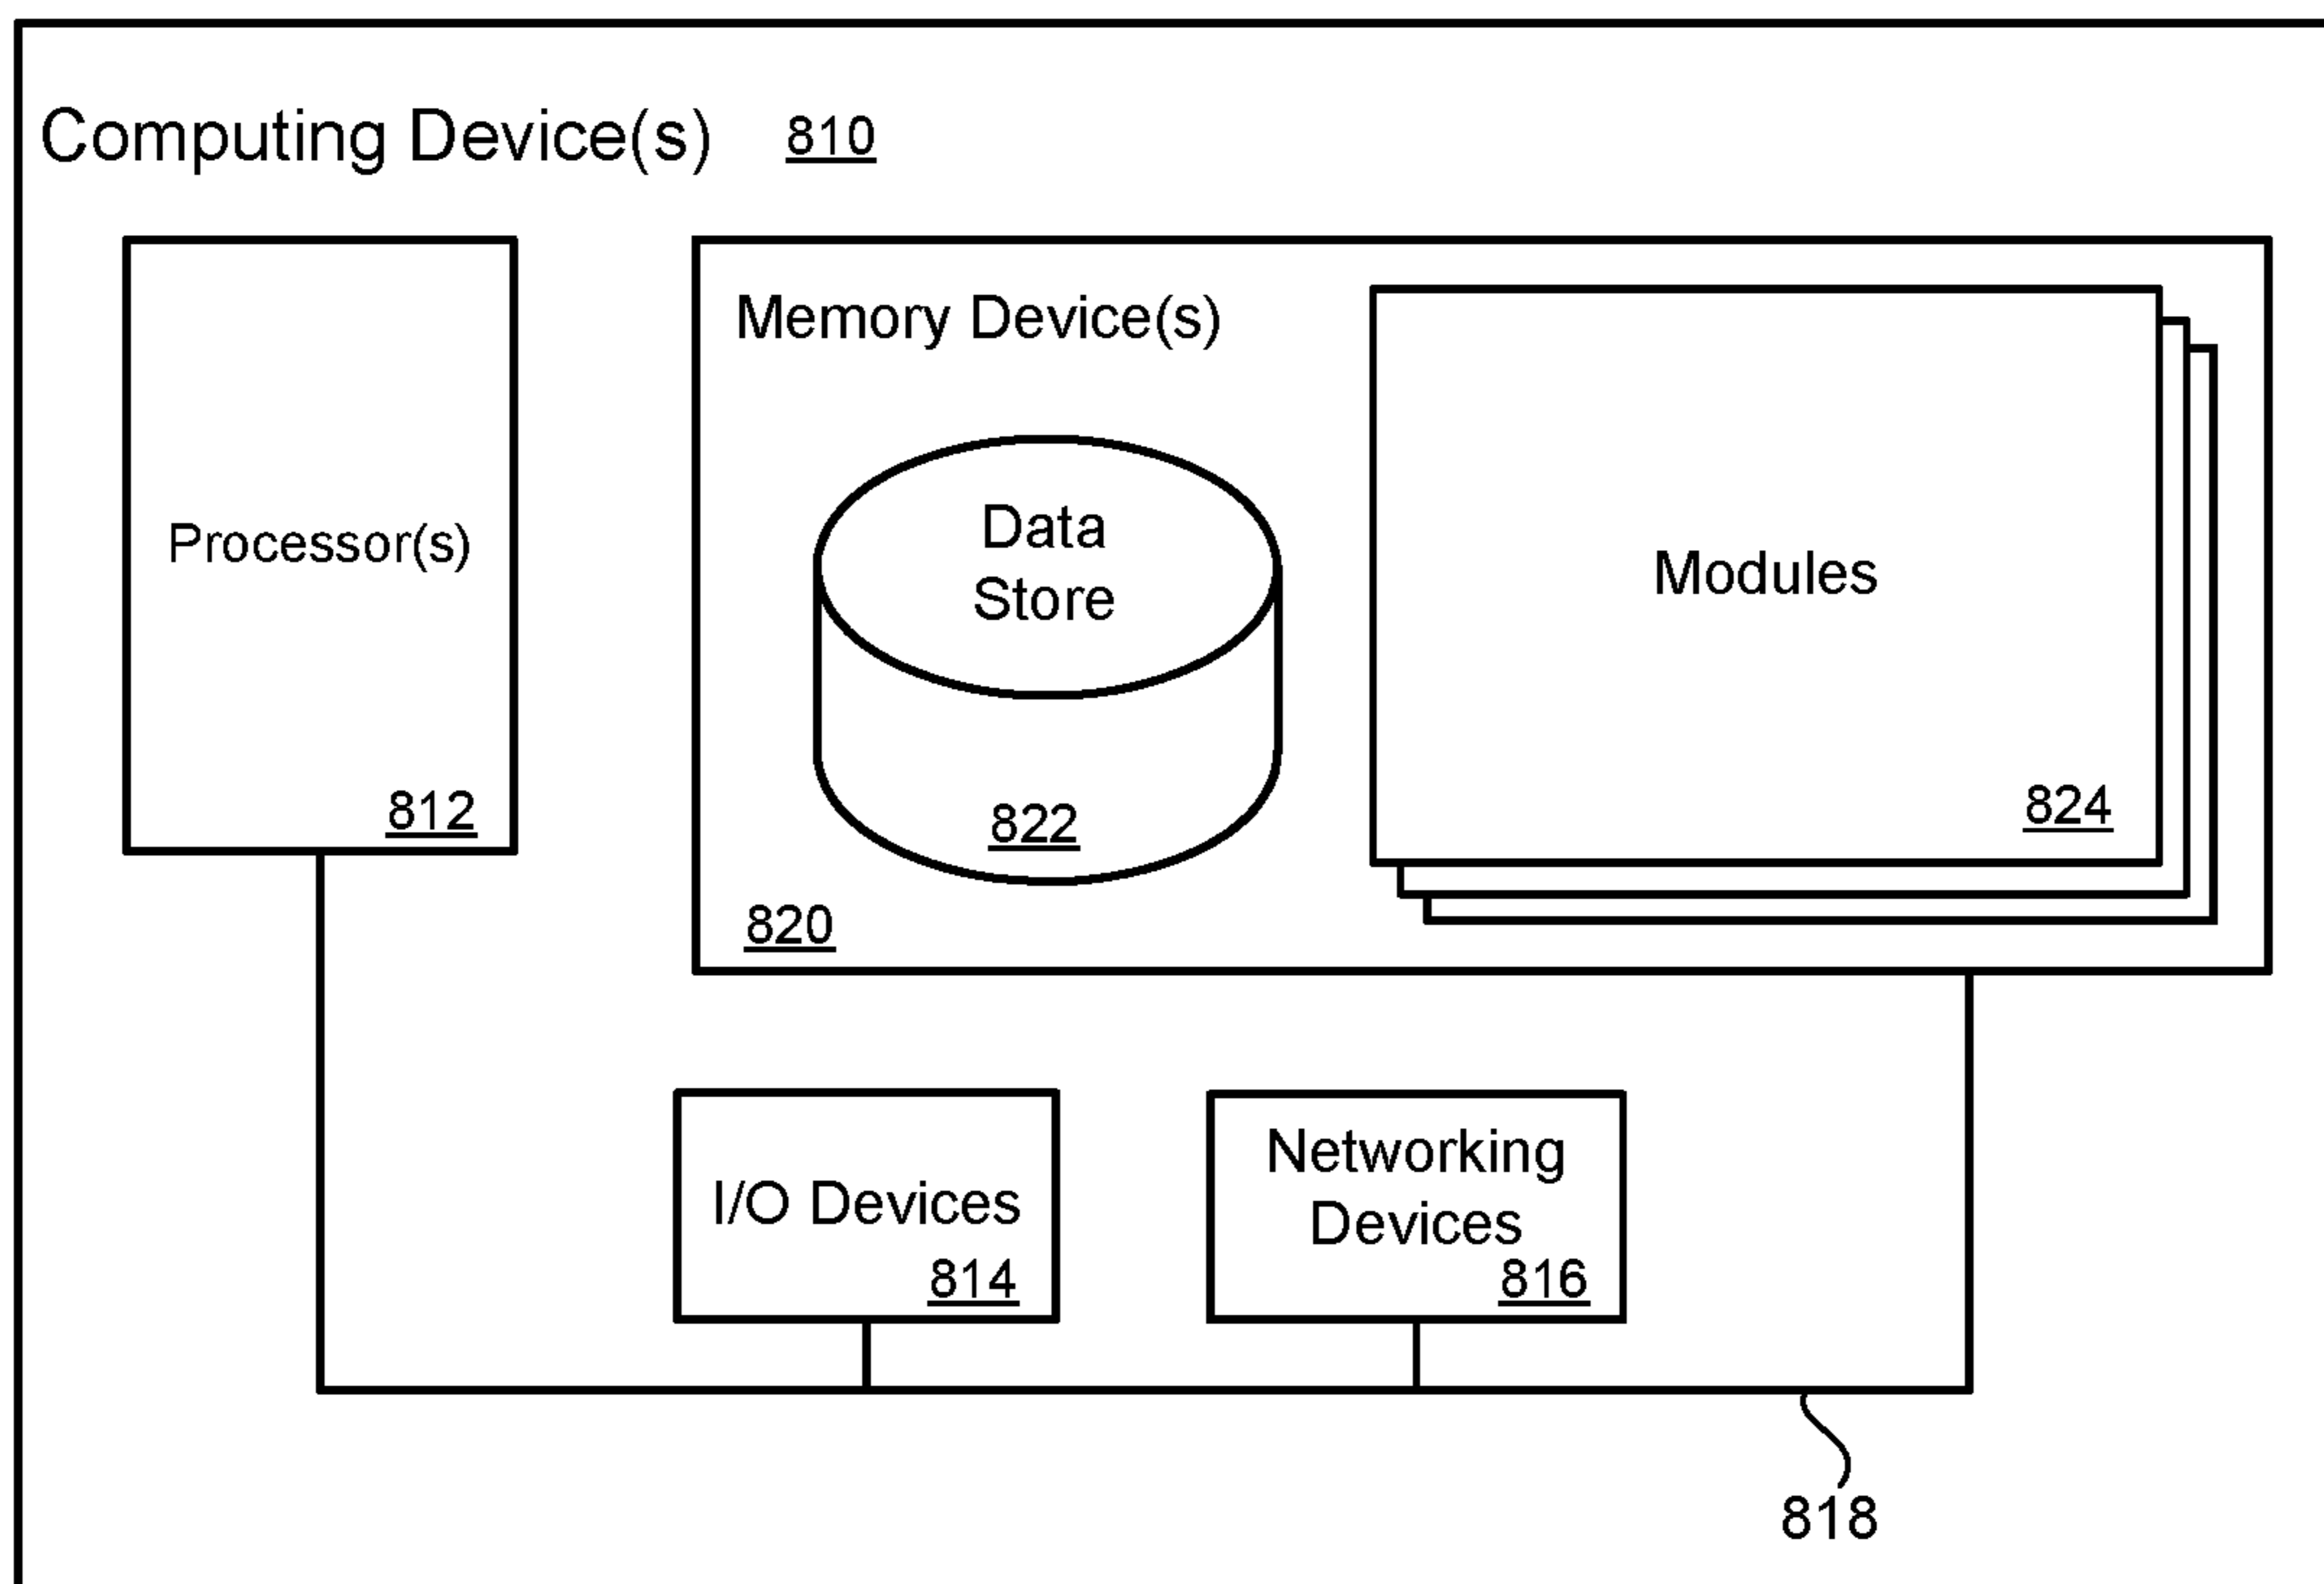 Computing Device(s) 810
Processor(s)
812
Memory Device(s)
Data
Store
822
820
Modules
824
I/O Devices
814
Networking
Devices
816
818